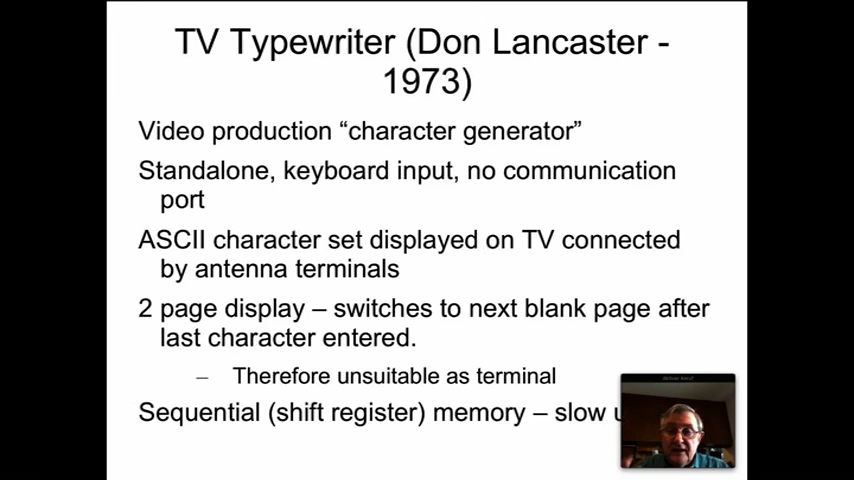 TV Typewriter (Don Lancaster -
1973)
Video production “character generator”
Standalone, keyboard input, no communication
port
ASCII character set displayed on TV connected
by antenna terminals
2 page display – switches to next blank page after
last character entered.
– Therefore unsuitable as terminal
Sequential (shift register) memory – slow